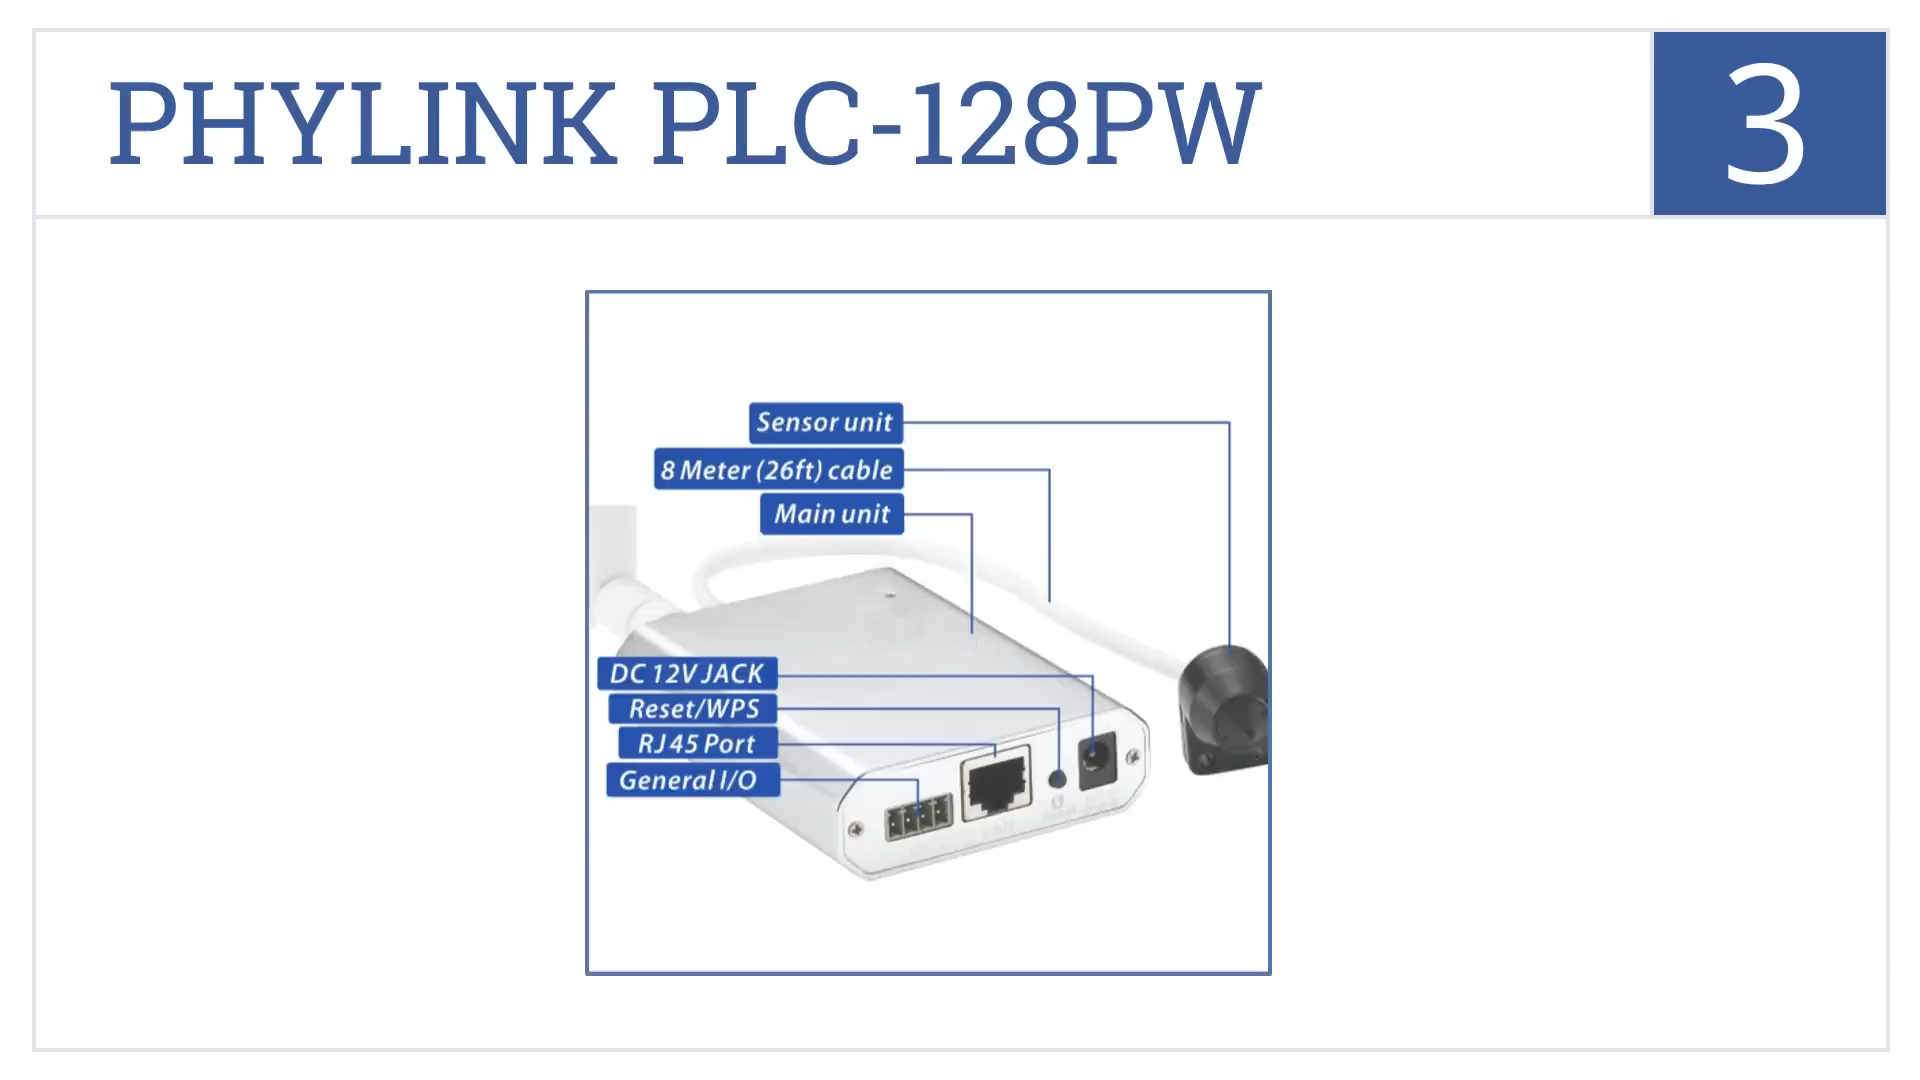 PHYLINK PLC-128PW
3
Sensor unit
8 Meter (26ft) cable
Main unit
DC 12V JACK
Reset/WPS
RJ45 Port
General I/O